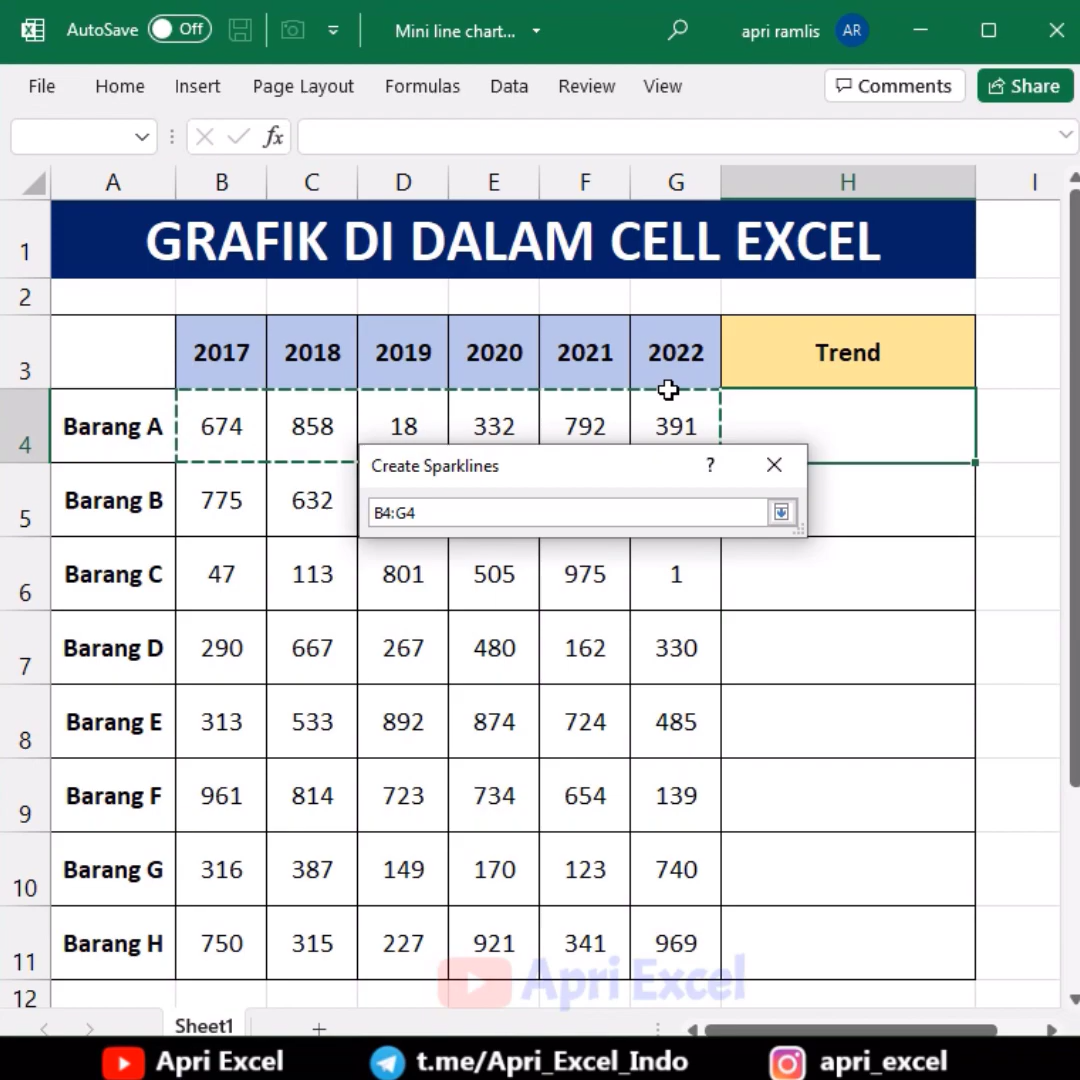 AutoSave Off Mini line chart... apri ramlis AR
File Home Insert Page Layout Formulas Data Review View Comments Share
fx
A B C D E F G H I
1 GRAFIK DI DALAM CELL EXCEL
2
3 2017 2018 2019 2020 2021 2022 Trend
4 Barang A 674 858 18 332 792 391
Create Sparklines ?
B4:G4
5 Barang B 775 632
6 Barang C 47 113 801 505 975 1
7 Barang D 290 667 267 480 162 330
8 Barang E 313 533 892 874 724 485
9 Barang F 961 814 723 734 654 139
10 Barang G 316 387 149 170 123 740
11 Barang H 750 315 227 921 341 969
Apri Excel
12
Sheet1 +
Apri Excel t.me/Apri_Excel_Indo apri_excel